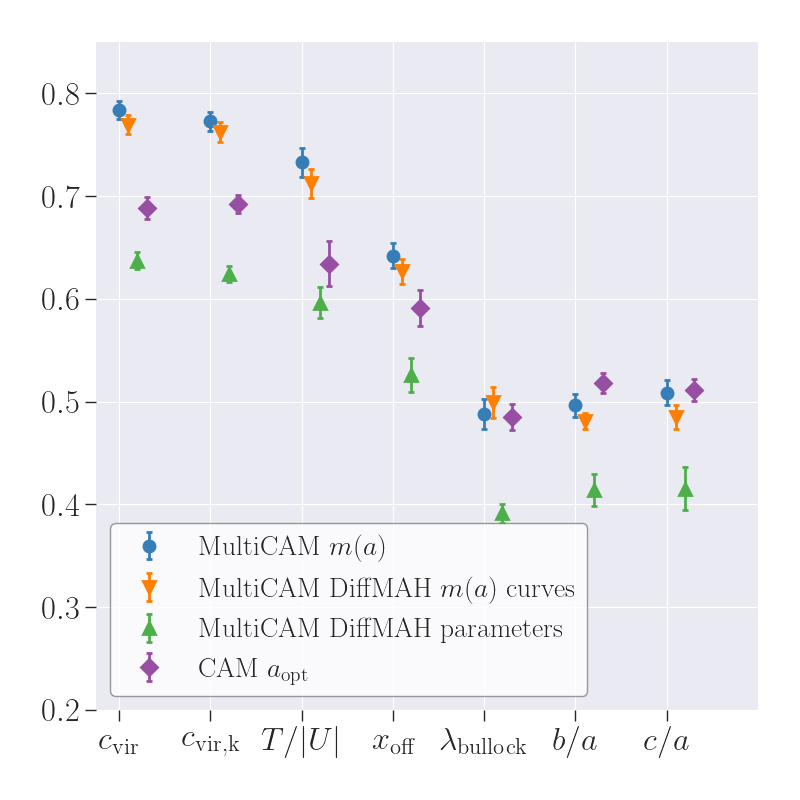 0.8
0.7
0.6
0.5
0.4
0.3
0.2
MultiCAM m(a)
MultiCAM DiffMAH m(a) curves
MultiCAM DiffMAH parameters
CAM a_opt
c_vir c_vir,k T/|U| x_off λ_bullock b/a c/a